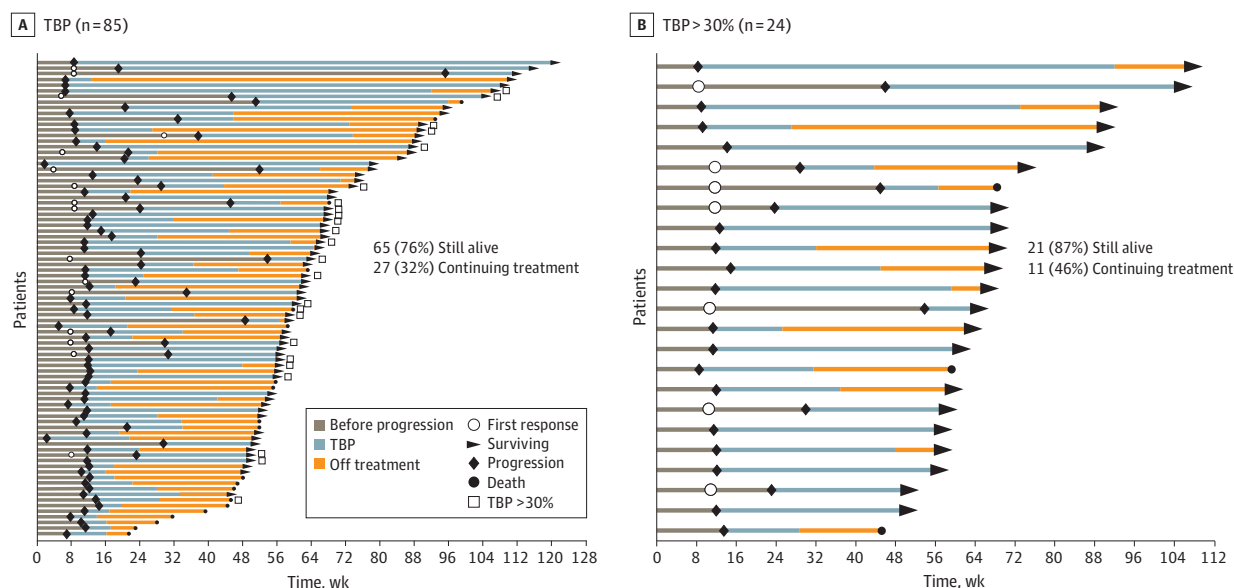 A TBP (n=85)
Patients
65 (76%) Still alive
27 (32%) Continuing treatment
Before progression
TBP
Off treatment
First response
Surviving
Progression
Death
TBP >30%
0 8 16 24 32 40 48 56 64 72 80 88 96 104 112 120 128
Time, wk
B TBP>30% (n=24)
Patients
21 (87%) Still alive
11 (46%) Continuing treatment
0 8 16 24 32 40 48 56 64 72 80 88 96 104 112
Time, wk